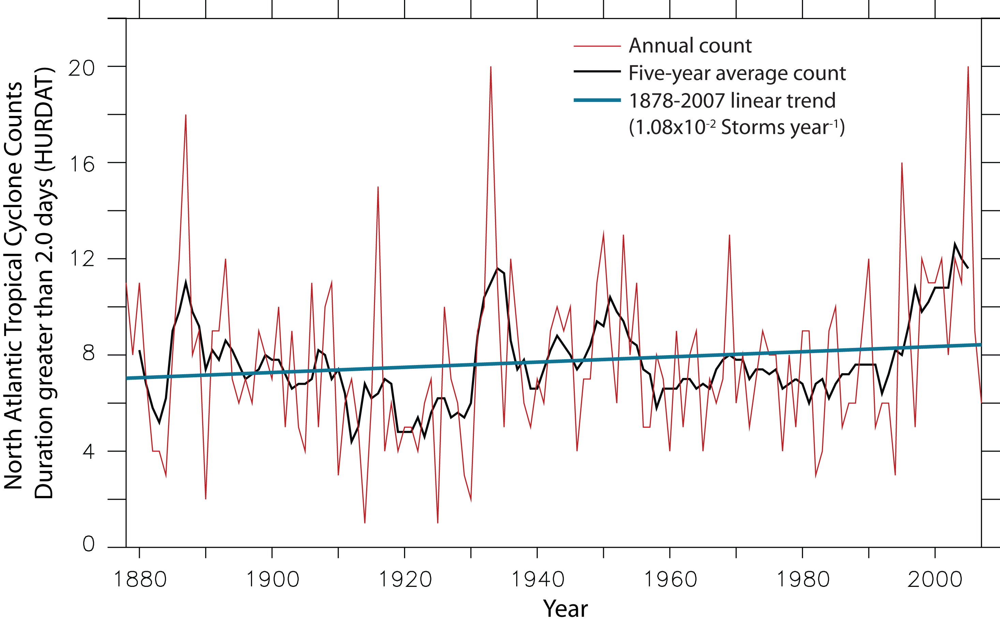 North Atlantic Tropical Cyclone Counts
Duration greater than 2.0 days (HURDAT)
20
16
12
8
4
0
Annual count
Five-year average count
1878-2007 linear trend
(1.08x10⁻² Storms year⁻¹)
1880 1900 1920 1940 1960 1980 2000
Year